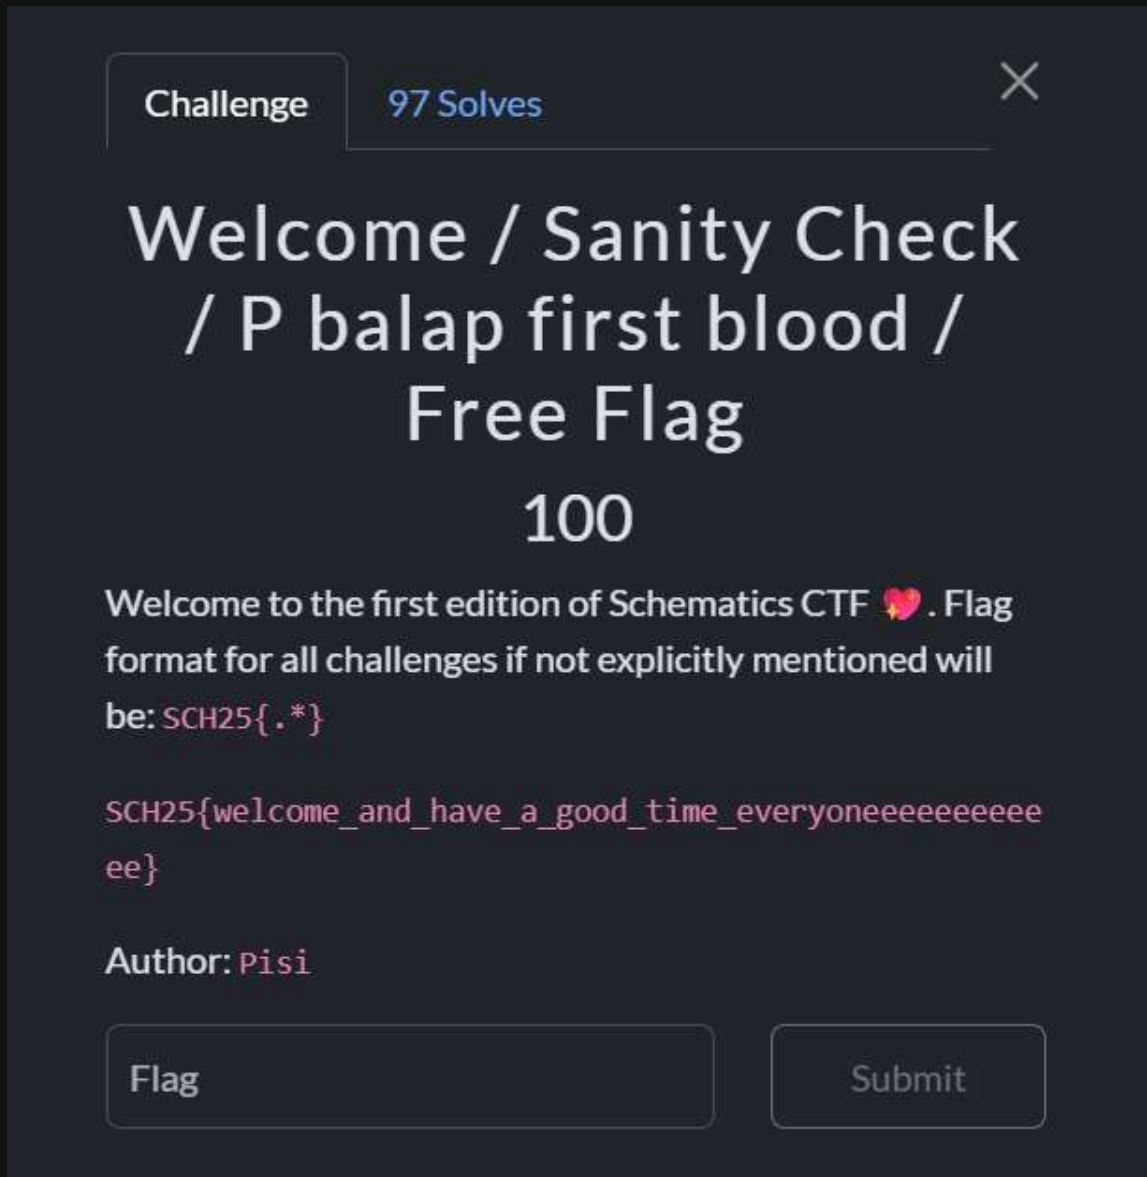 Challenge
97 Solves
Welcome / Sanity Check
/ P balap first blood /
Free Flag
100
Welcome to the first edition of Schematics CTF 💖. Flag
format for all challenges if not explicitly mentioned will
be: SCH25{.*}
SCH25{welcome_and_have_a_good_time_everyoneeeeeeeeee
ee}
Author: Pisi
Flag
Submit